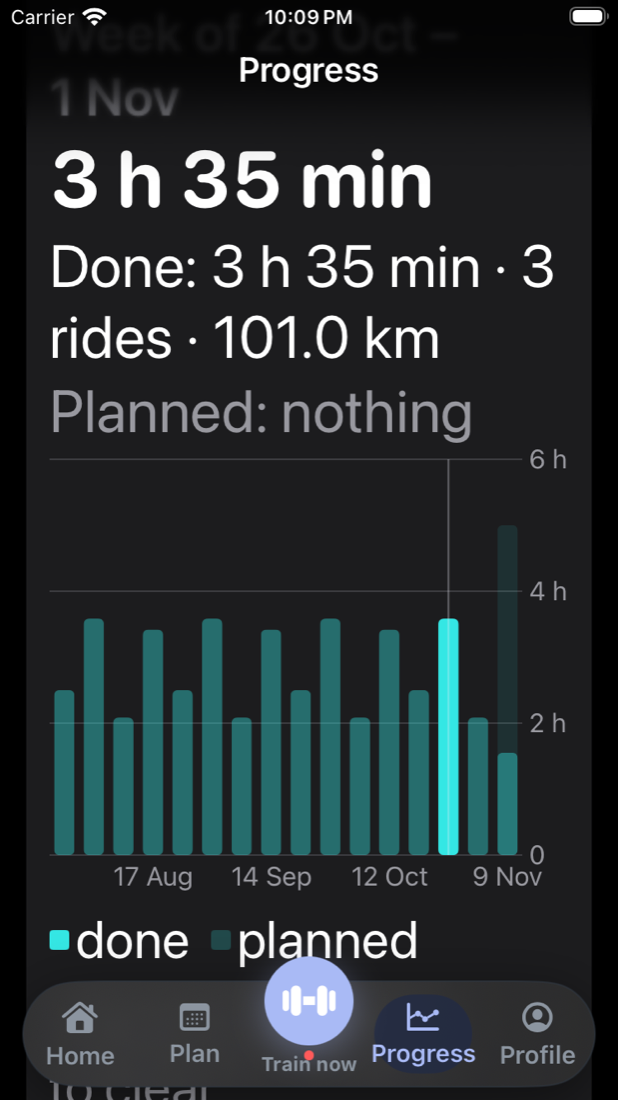 Carrier 10:09 PM
Week of 26 Oct –
Progress
1 Nov
3 h 35 min
Done: 3 h 35 min · 3
rides · 101.0 km
Planned: nothing
6 h
4 h
2 h
0
17 Aug 14 Sep 12 Oct 9 Nov
done planned
Home Plan Train now Progress Profile
to clear